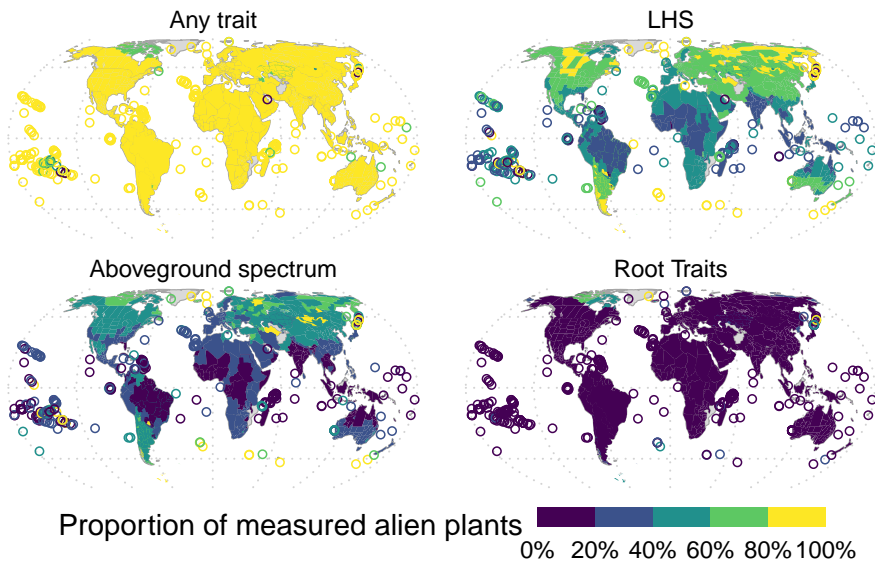 Any trait
LHS
Aboveground spectrum
Root Traits
Proportion of measured alien plants
0% 20% 40% 60% 80% 100%